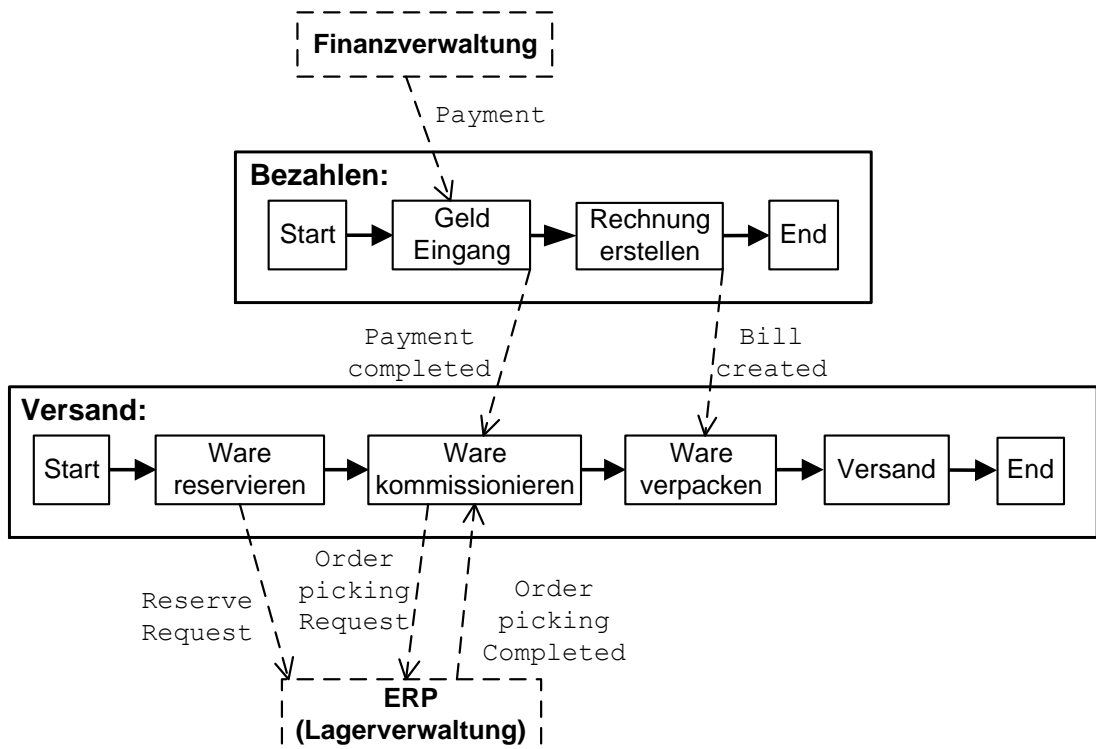 Finanzverwaltung
Payment
Bezahlen:
Start
Geld
Eingang
Rechnung
erstellen
End
Payment
completed
Bill
created
Versand:
Start
Ware
reservieren
Ware
kommissionieren
Ware
verpacken
Versand
End
Reserve
Request
Order
picking
Request
Order
picking
Completed
ERP
(Lagerverwaltung)